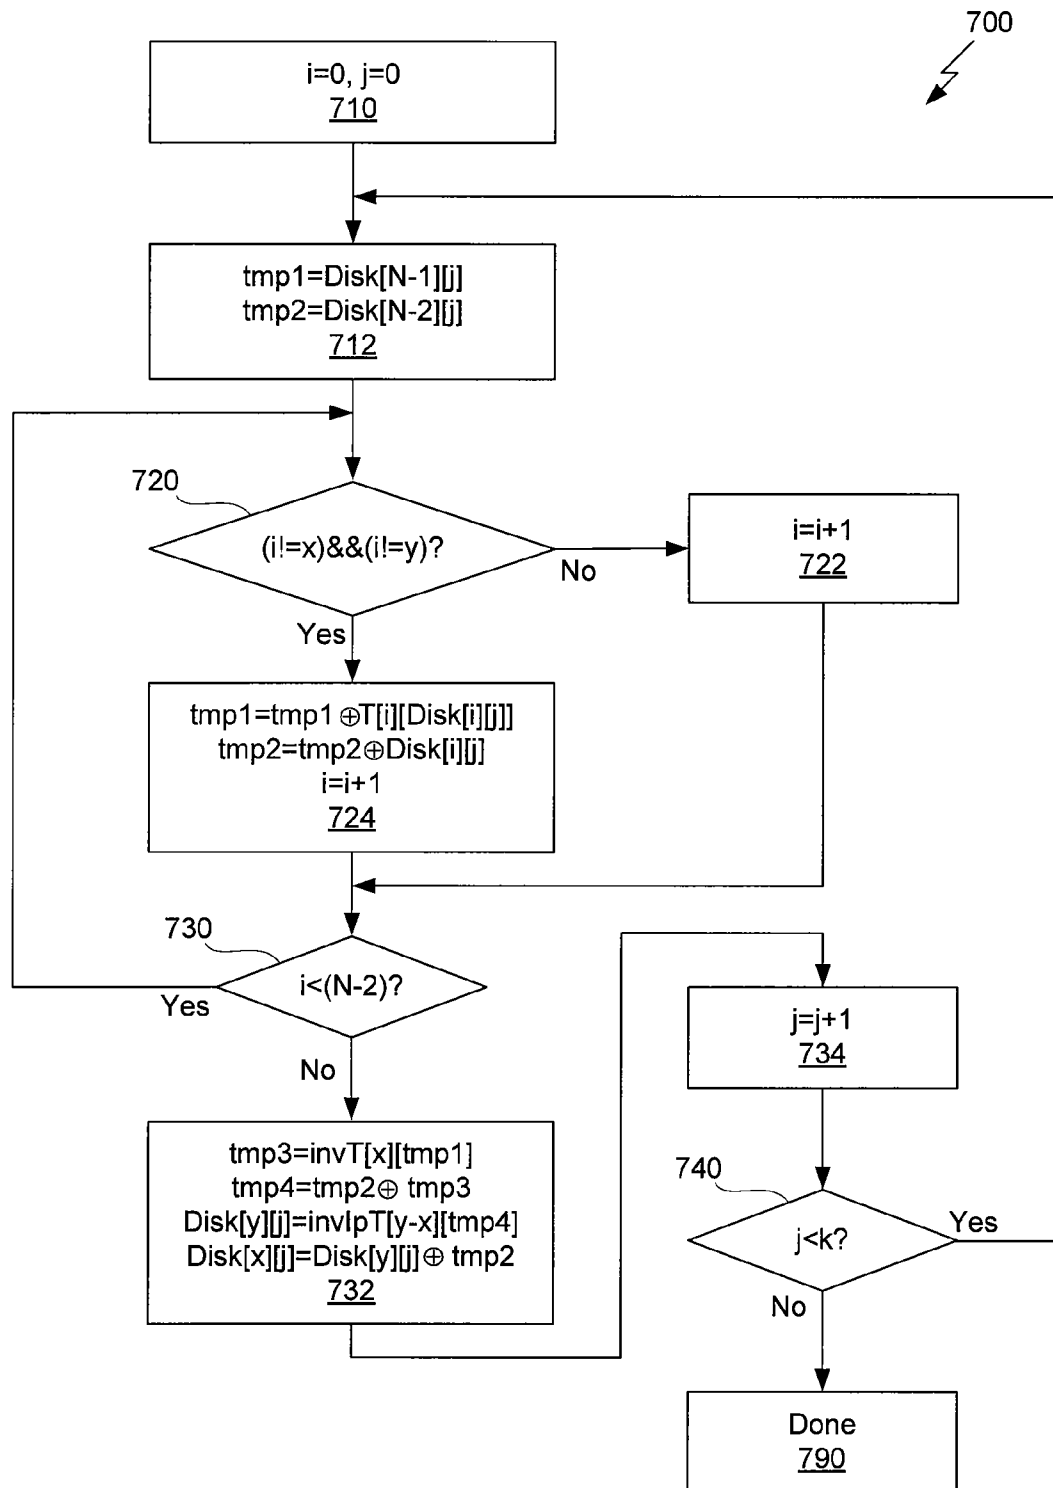 700
i=0, j=0
710
tmp1=Disk[N-1][j]
tmp2=Disk[N-2][j]
712
720
(i!=x)&&(i!=y)?
No
Yes
i=i+1
722
tmp1=tmp1⊕T[i][Disk[i][j]]
tmp2=tmp2⊕Disk[i][j]
i=i+1
724
730
i<(N-2)?
Yes
No
tmp3=invT[x][tmp1]
tmp4=tmp2⊕ tmp3
Disk[y][j]=invIpT[y-x][tmp4]
Disk[x][j]=Disk[y][j]⊕ tmp2
732
j=j+1
734
740
j<k?
Yes
No
Done
790